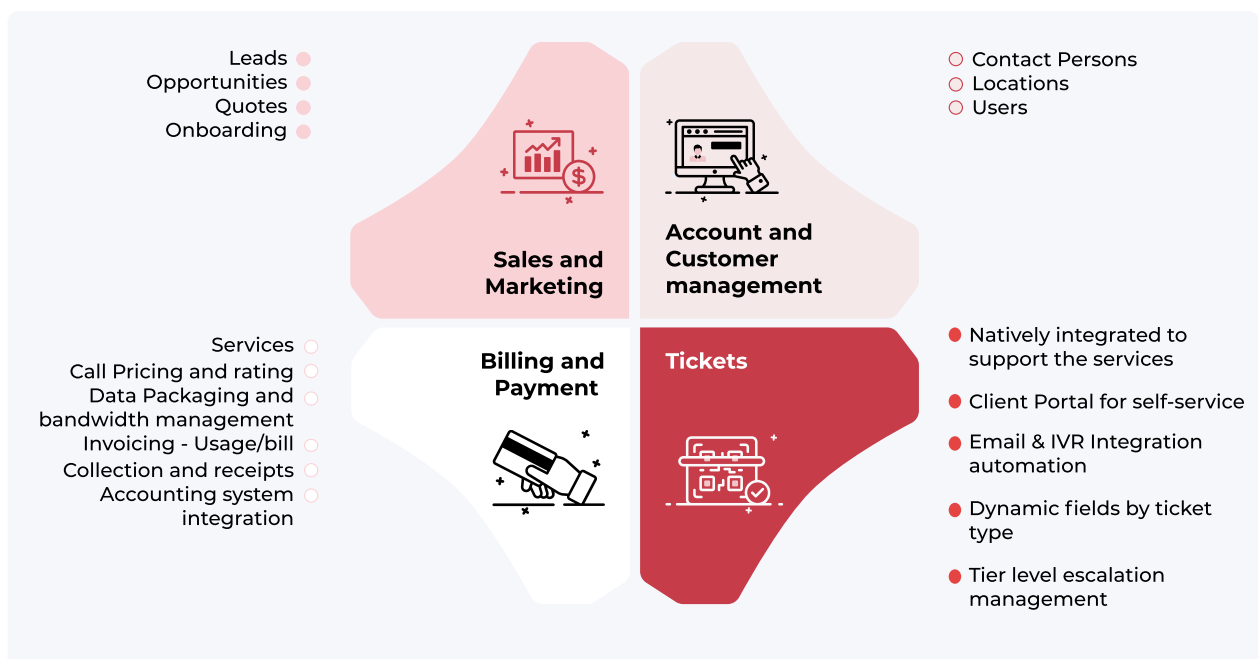 Leads
Opportunities
Quotes
Onboarding
Sales and
Marketing
Account and
Customer
management
Contact Persons
Locations
Users
Services
Call Pricing and rating
Data Packaging and
bandwidth management
Invoicing - Usage/bill
Collection and receipts
Accounting system
integration
Billing and
Payment
Tickets
Natively integrated to
support the services
Client Portal for self-service
Email & IVR Integration
automation
Dynamic fields by ticket
type
Tier level escalation
management